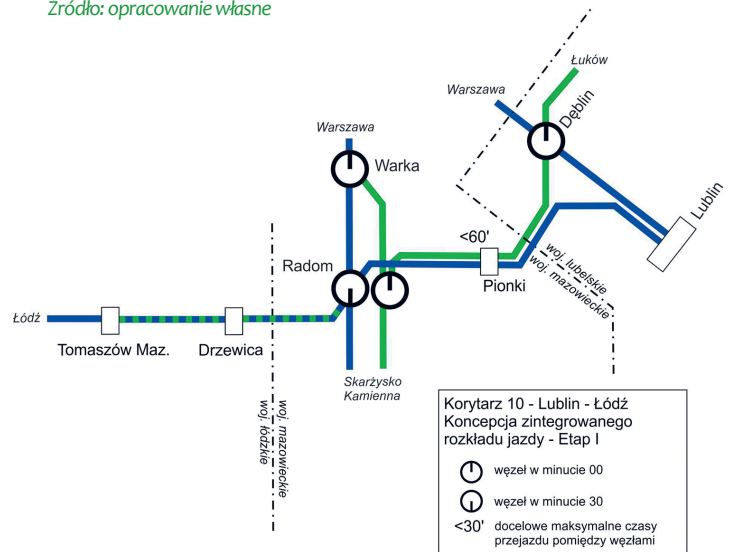 Źródło: opracowanie własne
Łuków
Warszawa
Dęblin
Warszawa
Warka
Lublin
<60'
Radom
Pionki
woj. lubelskie
woj. mazowieckie
Łódź
Tomaszów Maz.
Drzewica
Skarżysko
Kamienna
woj. łódzkie
woj. mazowieckie
Korytarz 10 - Lublin - Łódź
Koncepcja zintegrowanego
rozkładu jazdy - Etap I
węzeł w minucie 00
węzeł w minucie 30
<30' docelowe maksymalne czasy
przejazdu pomiędzy węzłami